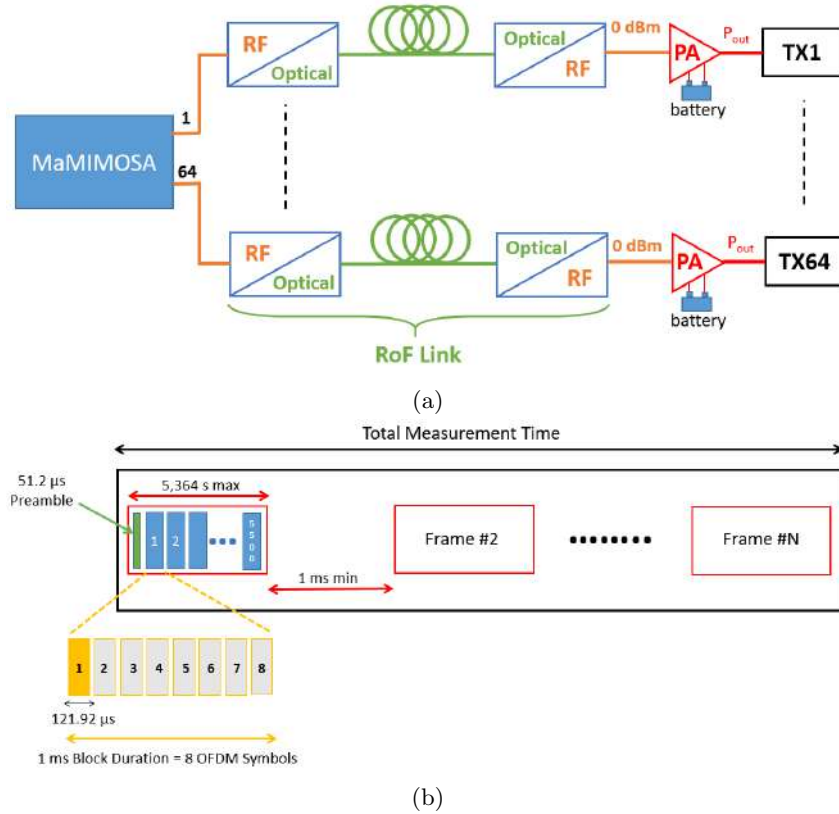 RF
Optical
Optical
RF
0 dBm
PA
Pout
TX1
battery
1
MaMIMOSA
64
RF
Optical
Optical
RF
0 dBm
PA
Pout
TX64
battery
RoF Link
(a)
Total Measurement Time
51.2 µs
Preamble
5,364 s max
1
2
5
5
0
0
Frame #2
Frame #N
1 ms min
1
2
3
4
5
6
7
8
121.92 µs
1 ms Block Duration = 8 OFDM Symbols
(b)